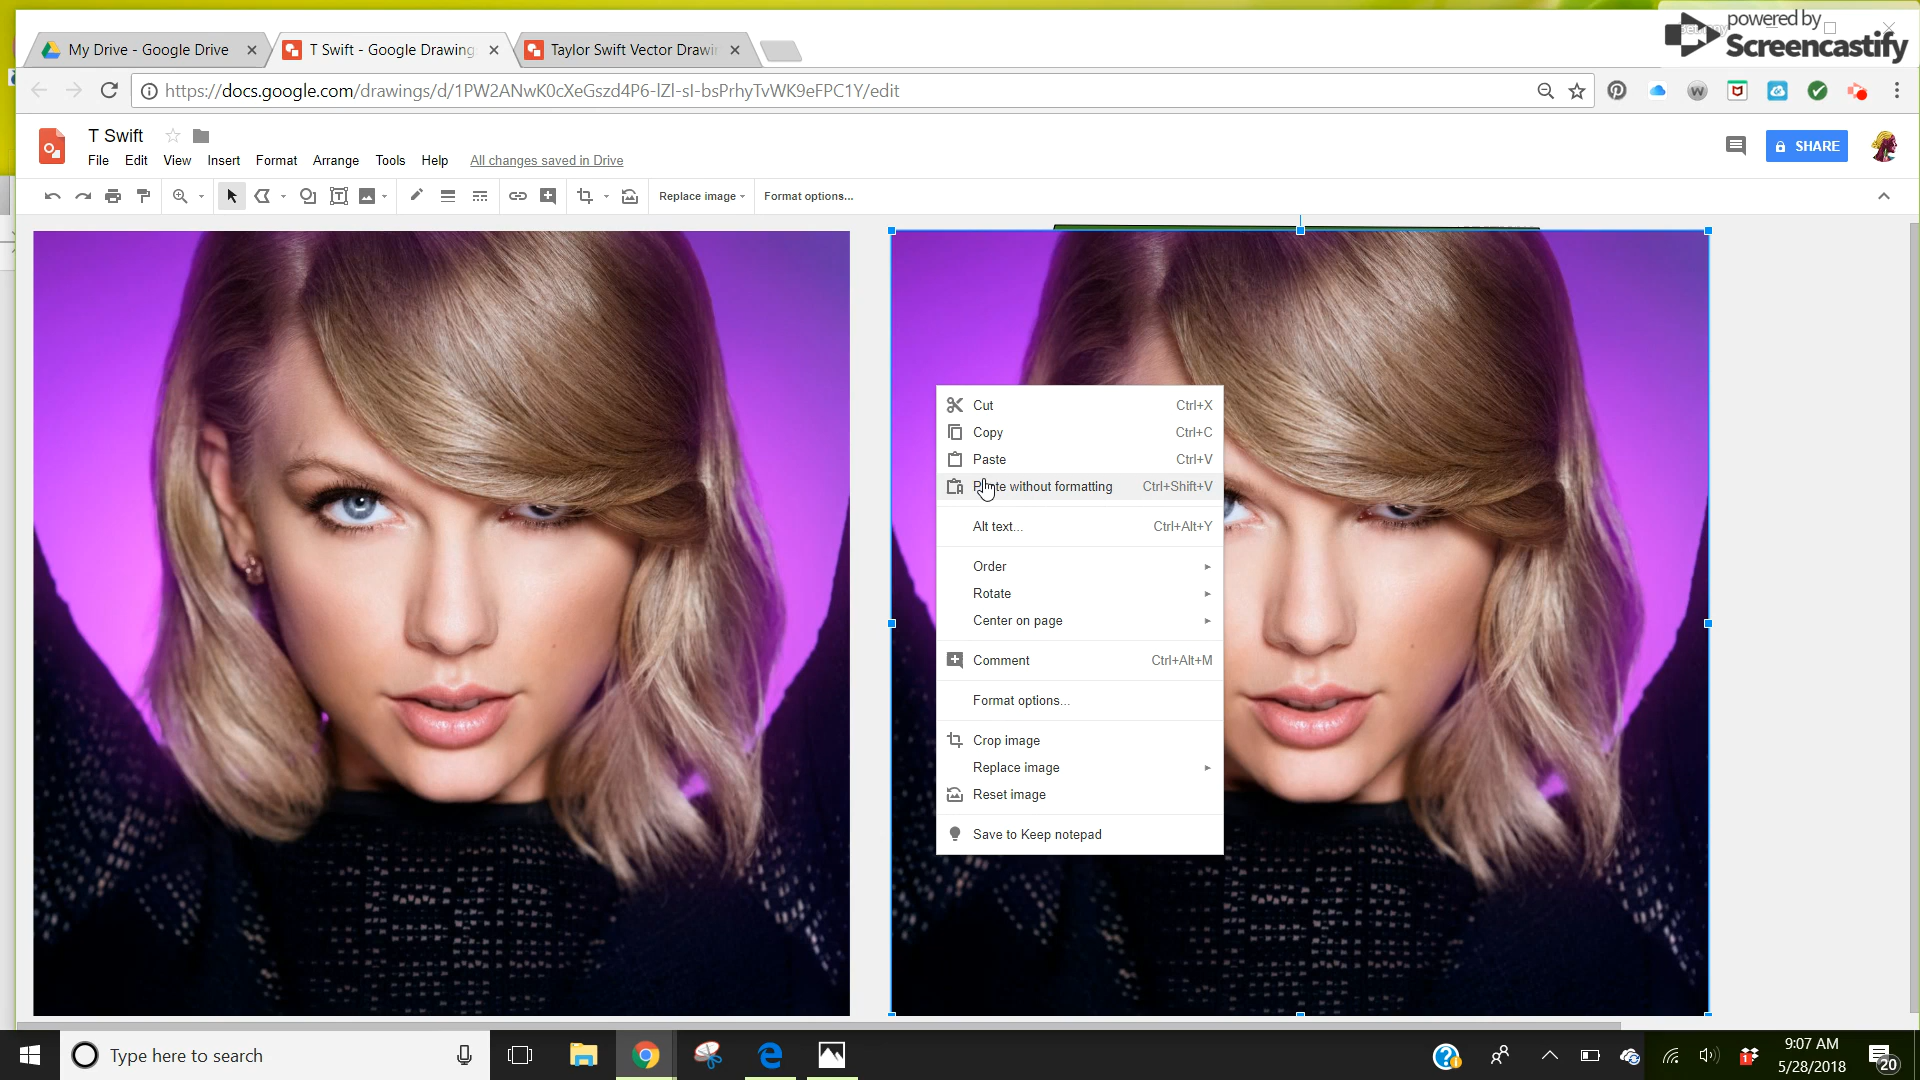 powered by
Screencastify
My Drive - Google Drive
T Swift - Google Drawing
Taylor Swift Vector Drawin
https://docs.google.com/drawings/d/1PW2ANwK0cXeGszd4P6-lZl-sI-bsPrhyTvWK9eFPC1Y/edit
T Swift
SHARE
File Edit View Insert Format Arrange Tools Help All changes saved in Drive
Replace image Format options...
Cut Ctrl+X
Copy Ctrl+C
Paste Ctrl+V
without formatting Ctrl+Shift+V
Alt text... Ctrl+Alt+Y
Order
Rotate
Center on page
Comment Ctrl+Alt+M
Format options...
Crop image
Replace image
Reset image
Save to Keep notepad
Type here to search
9:07 AM
5/28/2018
20
1